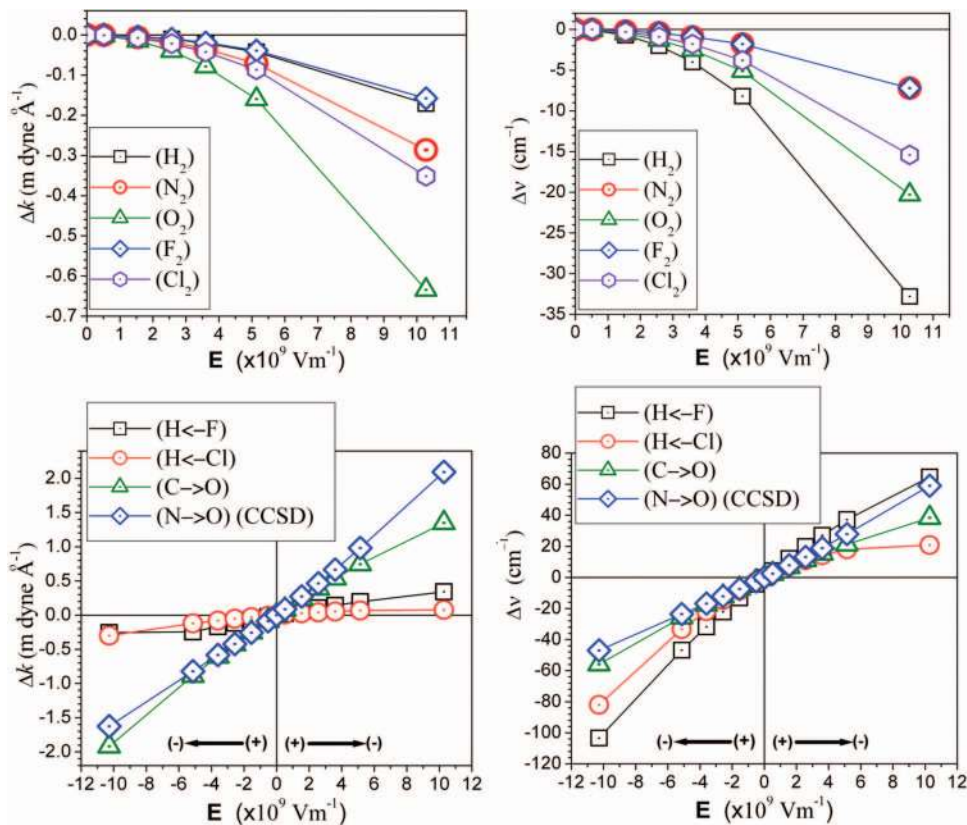 0.0
-0.1
-0.2
-0.3
-0.4
-0.5
-0.6
-0.7
Δk (m dyne Å⁻¹)
(H₂)
(N₂)
(O₂)
(F₂)
(Cl₂)
0 1 2 3 4 5 6 7 8 9 10 11
E (x10⁹ Vm⁻¹)
0
-5
-10
-15
-20
-25
-30
-35
Δν (cm⁻¹)
(H₂)
(N₂)
(O₂)
(F₂)
(Cl₂)
0 1 2 3 4 5 6 7 8 9 10 11
E (x10⁹ Vm⁻¹)
(H<-F)
(H<-Cl)
(C->O)
(N->O) (CCSD)
2.0
1.5
1.0
0.5
0.0
-0.5
-1.0
-1.5
-2.0
Δk (m dyne Å⁻¹)
(-) (+) (+) (-)
-12 -10 -8 -6 -4 -2 0 2 4 6 8 10 12
E (x10⁹ Vm⁻¹)
(H<-F)
(H<-Cl)
(C->O)
(N->O) (CCSD)
80
60
40
20
0
-20
-40
-60
-80
-100
-120
Δν (cm⁻¹)
(-) (+) (+) (-)
-12 -10 -8 -6 -4 -2 0 2 4 6 8 10 12
E (x10⁹ Vm⁻¹)